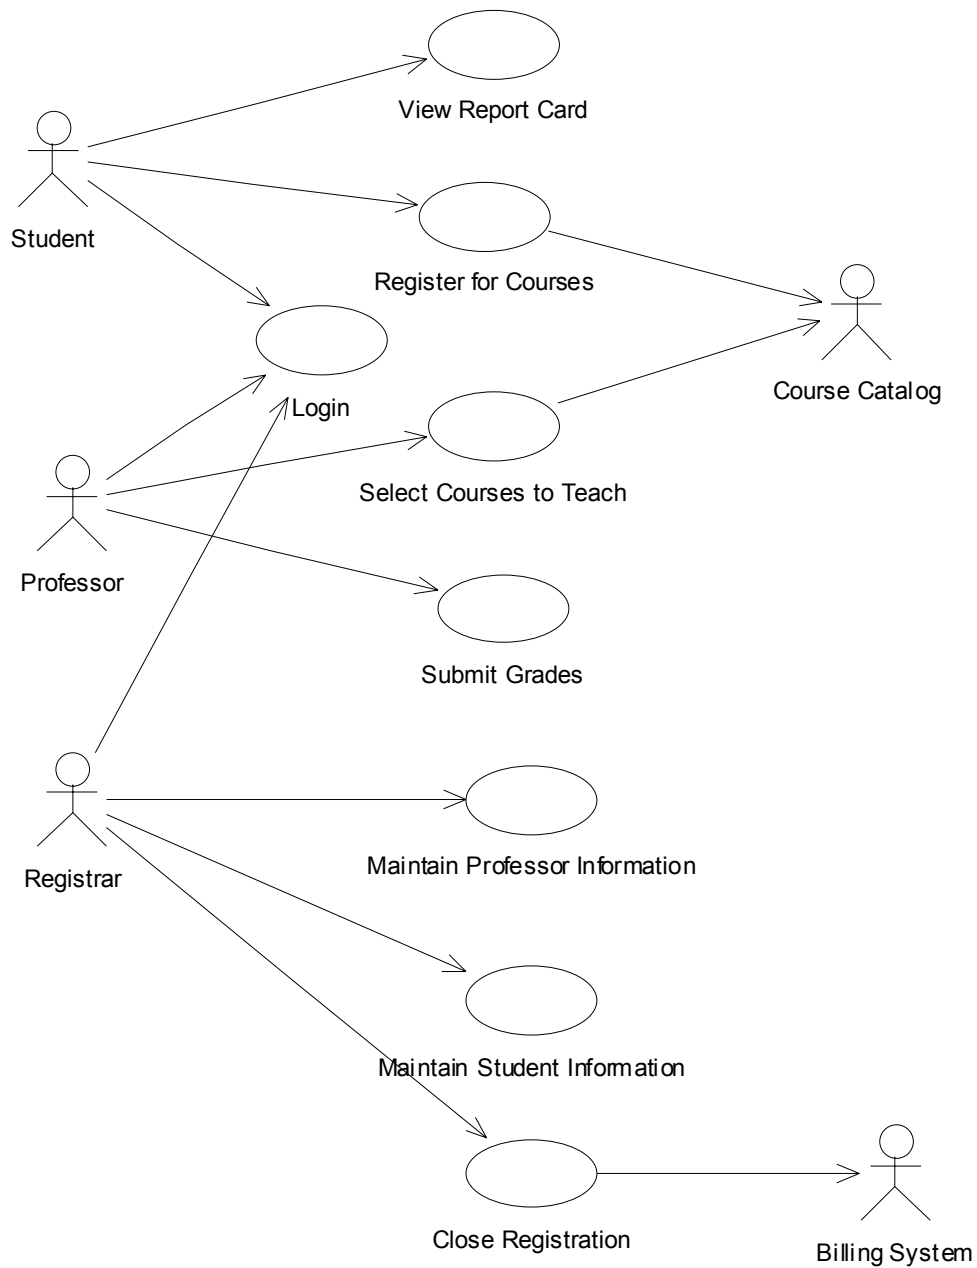 View Report Card
Student
Register for Courses
Course Catalog
Login
Select Courses to Teach
Professor
Submit Grades
Maintain Professor Information
Registrar
Maintain Student Information
Close Registration
Billing System